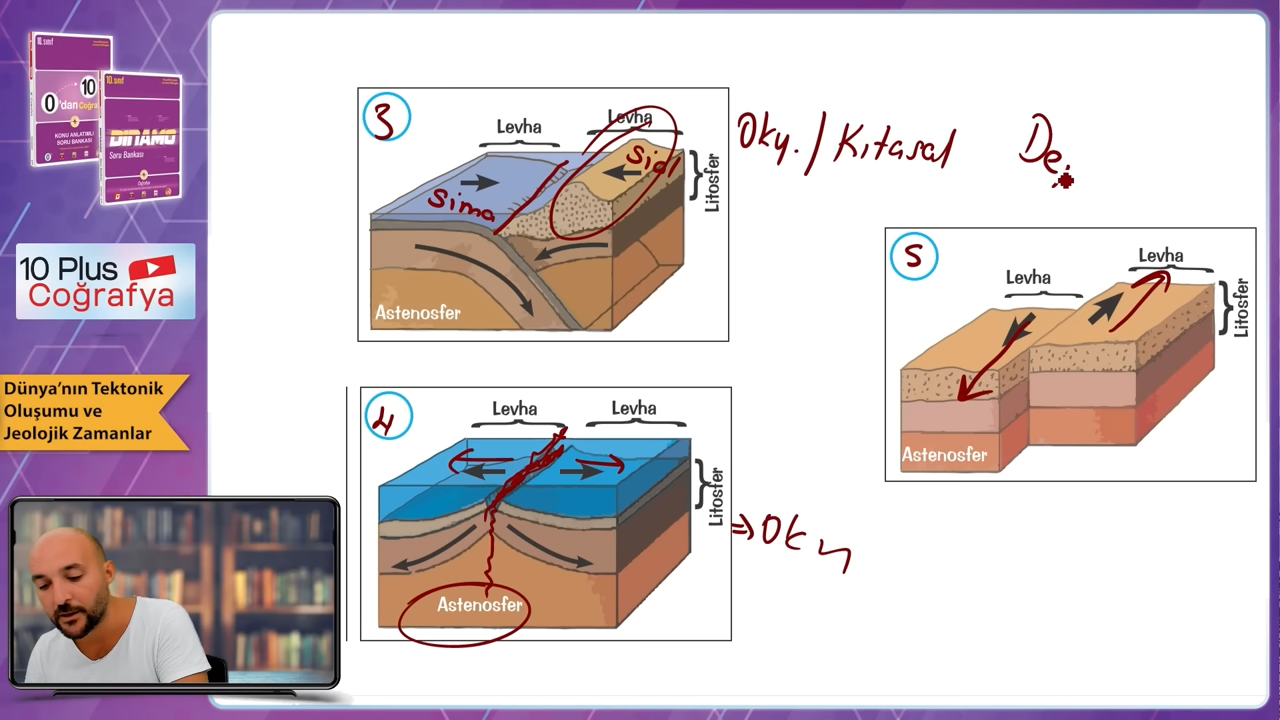 10. sınıf
0'dan 10
Coğrafya
KONU ANLATIMLI
SORU BANKASI
10. sınıf
DİNAMO
Soru Bankası
Coğrafya
10 Plus
Coğrafya
Dünya'nın Tektonik
Oluşumu ve
Jeolojik Zamanlar
3
Levha
Levha
Sima
Sial
Litosfer
Astenosfer
Oky. / Kıtasal
De
4
Levha
Levha
Litosfer
Astenosfer
⇒ Oky
5
Levha
Levha
Litosfer
Astenosfer